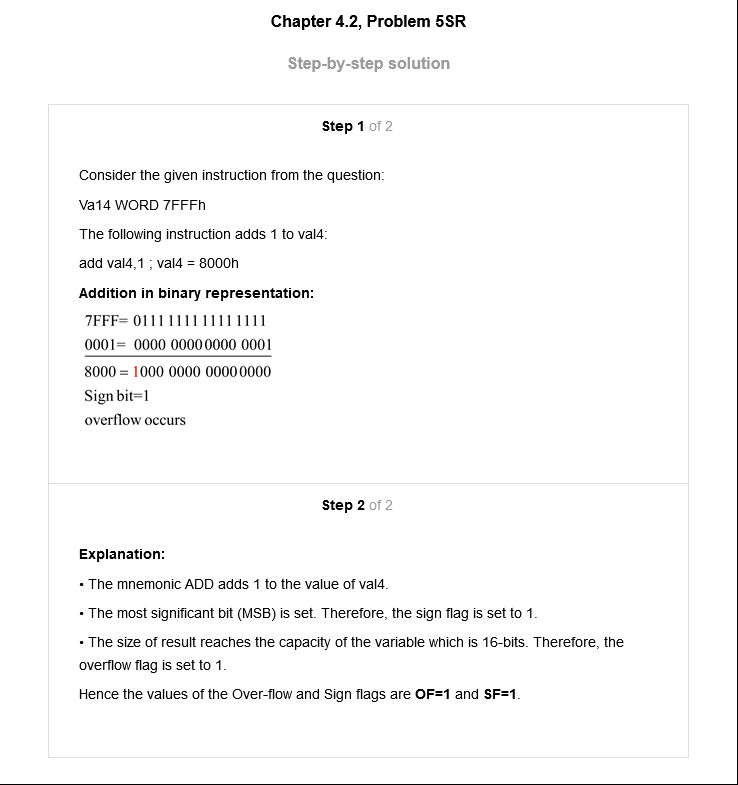 Chapter 4.2, Problem 5SR
Step-by-step solution
Step 1 of 2
Consider the given instruction from the question:
Va14 WORD 7FFFh
The following instruction adds 1 to val4:
add val4,1 ; val4 = 8000h
Addition in binary representation:
7FFF= 0111 1111 1111 1111
0001= 0000 0000 0000 0001
8000 = 1000 0000 0000 0000
Sign bit=1
overflow occurs
Step 2 of 2
Explanation:
• The mnemonic ADD adds 1 to the value of val4.
• The most significant bit (MSB) is set. Therefore, the sign flag is set to 1.
• The size of result reaches the capacity of the variable which is 16-bits. Therefore, the
overflow flag is set to 1.
Hence the values of the Over-flow and Sign flags are OF=1 and SF=1.